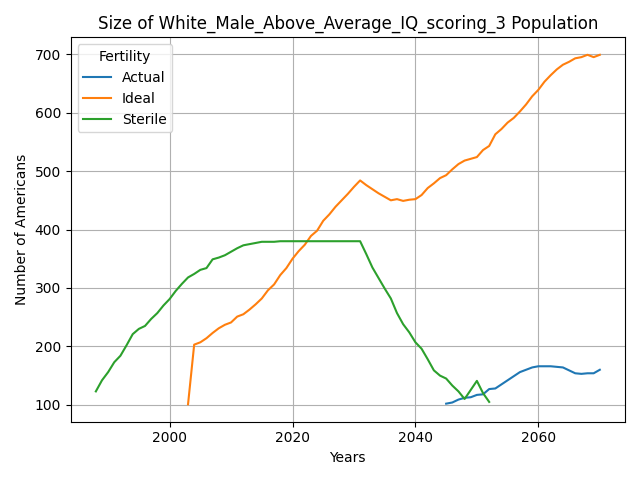 Size of White_Male_Above_Average_IQ_scoring_3 Population
Fertility
Actual
Ideal
Sterile
Number of Americans
700
600
500
400
300
200
100
2000
2020
2040
2060
Years